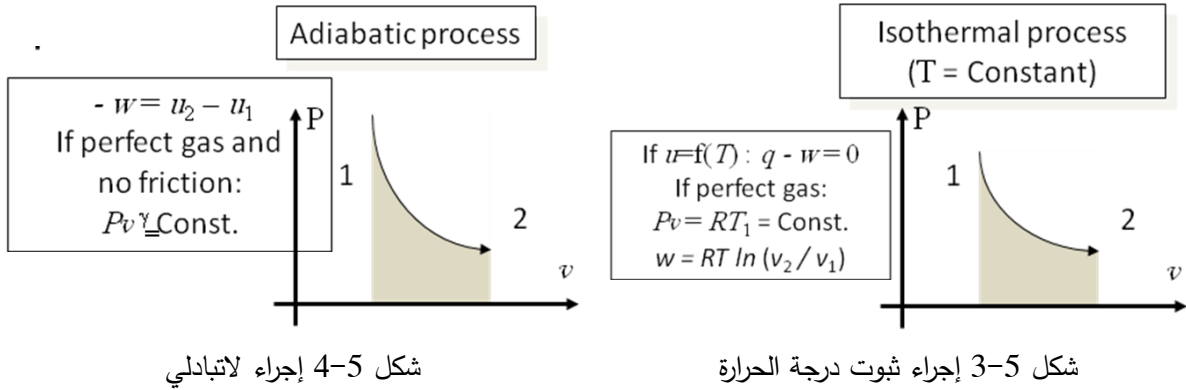 Adiabatic process
- w = u₂ – u₁
If perfect gas and
no friction:
Pv^γ=Const.
P
1
2
v
شكل 5-4 إجراء لاتبادلي
Isothermal process
(T = Constant)
If u=f(T) : q - w = 0
If perfect gas:
Pv = RT₁ = Const.
w = RT ln (v₂ / v₁)
P
1
2
v
شكل 5-3 إجراء ثبوت درجة الحرارة